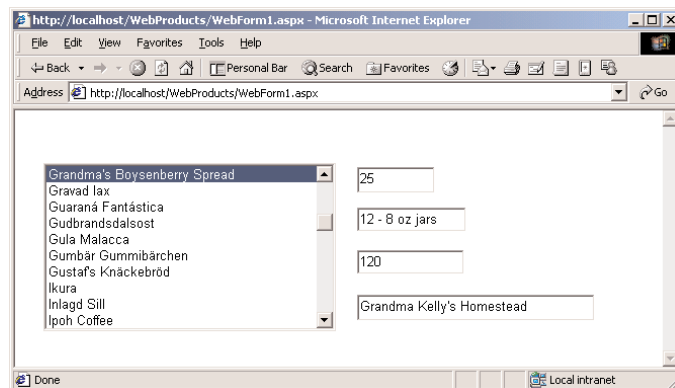 http://localhost/WebProducts/WebForm1.aspx - Microsoft Internet Explorer
File Edit View Favorites Tools Help
Back Personal Bar Search Favorites
Address http://localhost/WebProducts/WebForm1.aspx Go
Grandma's Boysenberry Spread
Gravad lax
Guaraná Fantástica
Gudbrandsdalsost
Gula Malacca
Gumbär Gummibärchen
Gustaf's Knäckebröd
Ikura
Inlagd Sill
Ipoh Coffee
25
12 - 8 oz jars
120
Grandma Kelly's Homestead
Done Local intranet